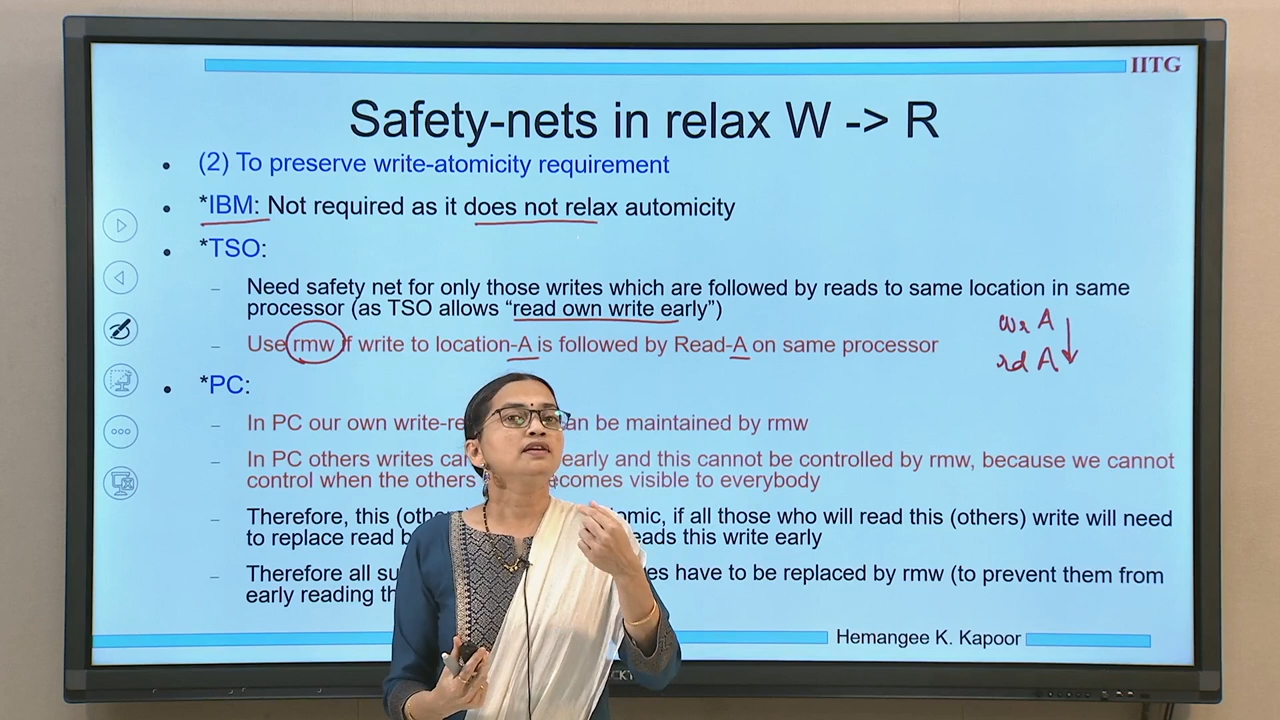 IITG
Safety-nets in relax W -> R
• (2) To preserve write-atomicity requirement
• *IBM: Not required as it does not relax automicity
• *TSO:
– Need safety net for only those writes which are followed by reads to same location in same
processor (as TSO allows “read own write early”)
– Use rmw if write to location-A is followed by Read-A on same processor
wr A
rd A
• *PC:
– In PC our own write-re an be maintained by rmw
– In PC others writes can early and this cannot be controlled by rmw, because we cannot
control when the others ecomes visible to everybody
– Therefore, this (othe omic, if all those who will read this (others) write will need
to replace read b eads this write early
– Therefore all su es have to be replaced by rmw (to prevent them from
early reading th
Hemangee K. Kapoor